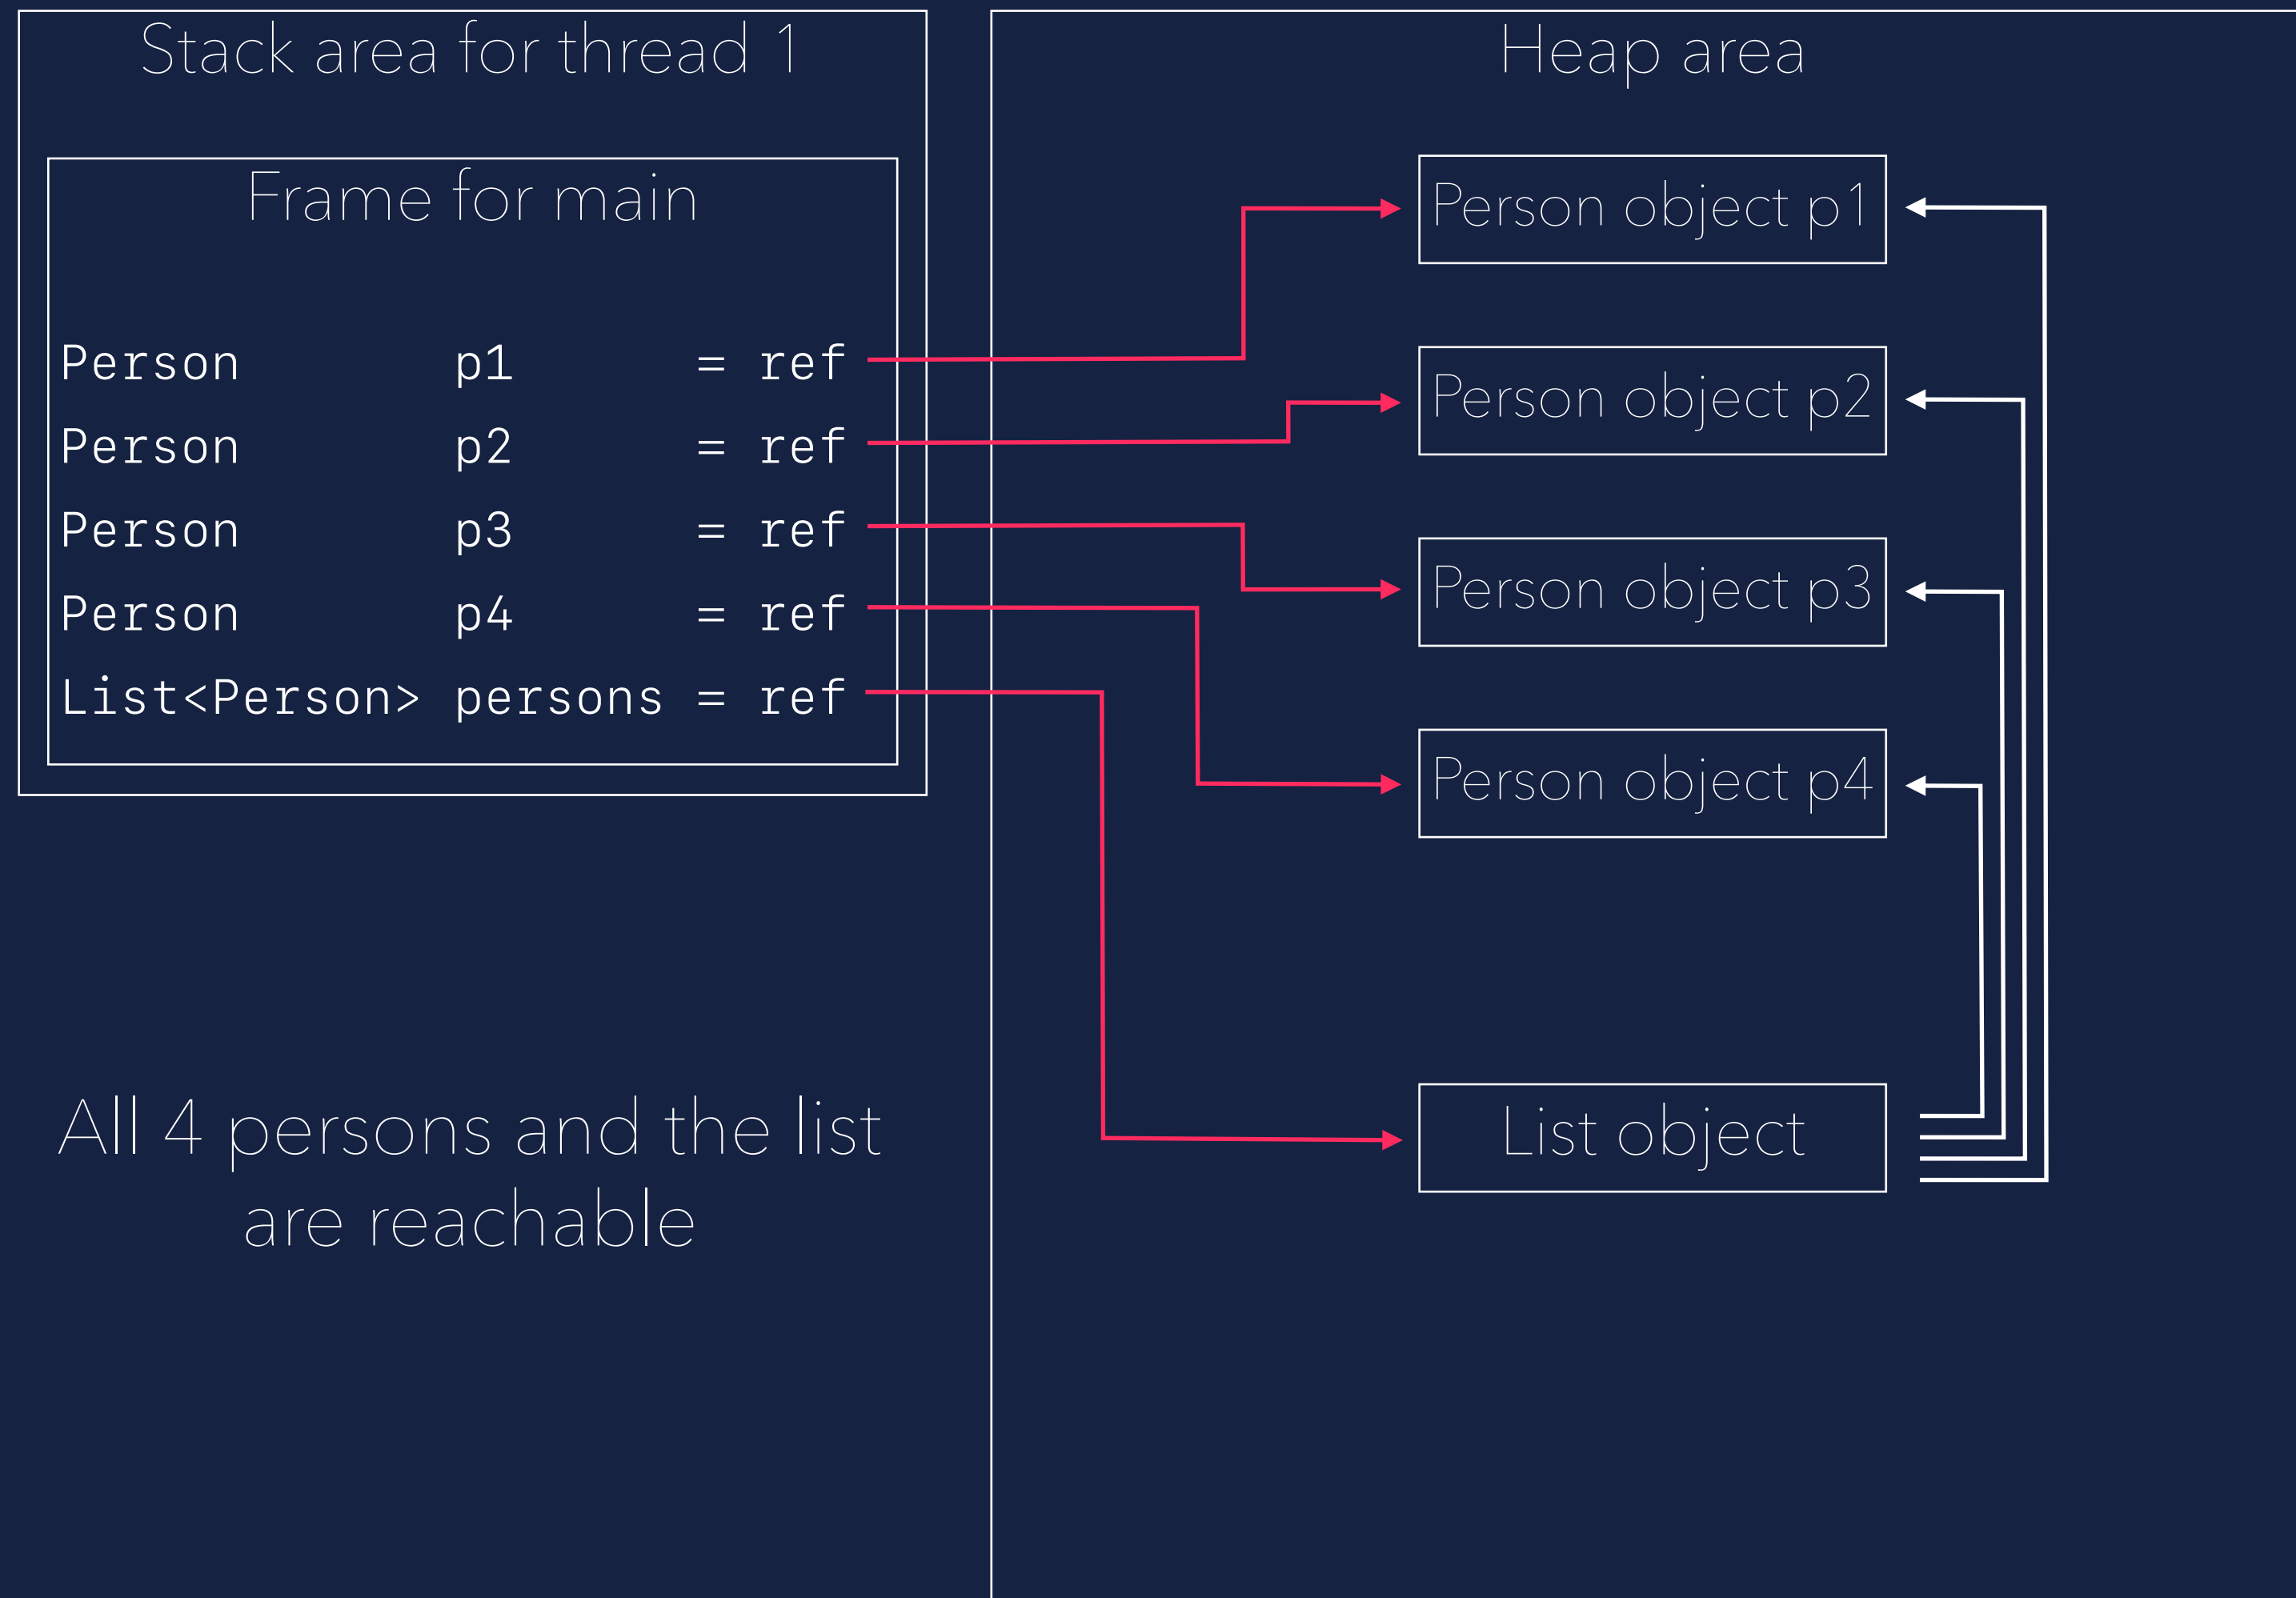 Stack area for thread 1
Frame for main
Person p1 = ref
Person p2 = ref
Person p3 = ref
Person p4 = ref
List<Person> persons = ref
All 4 persons and the list
are reachable
Heap area
Person object p1
Person object p2
Person object p3
Person object p4
List object